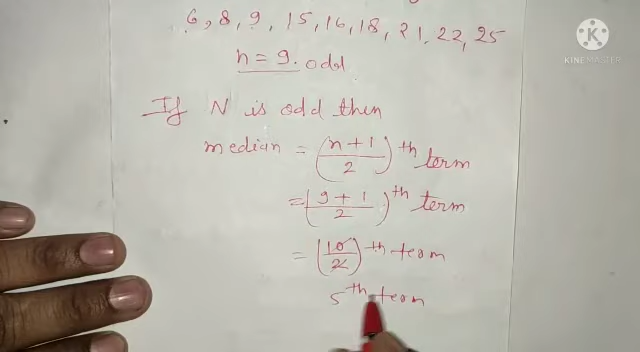 6, 8, 9, 15, 16, 18, 21, 22, 25
n = 9. odd
If N is odd then
median = (n+1/2)th term
= (9+1/2)th term
= (10/2)th term
5th term
KINEMASTER